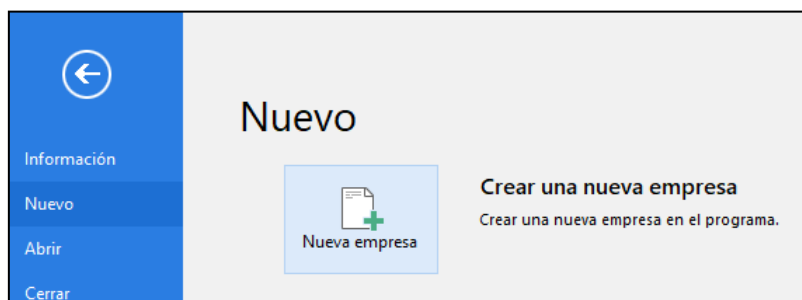 Nuevo
Información
Nuevo
Abrir
Cerrar
Nueva empresa
Crear una nueva empresa
Crear una nueva empresa en el programa.